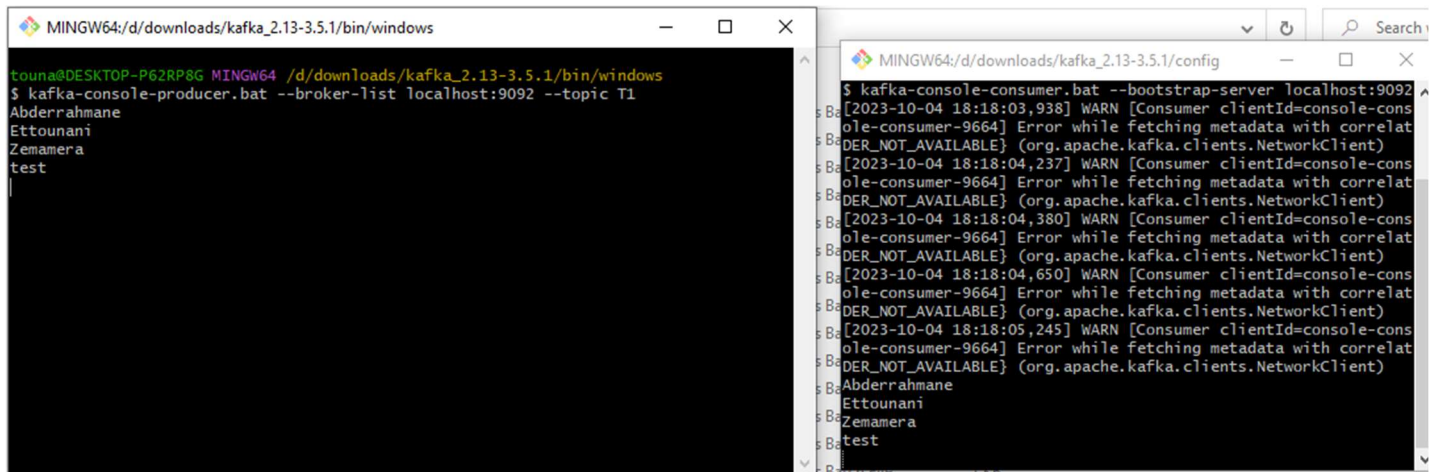 MINGW64:/d/downloads/kafka_2.13-3.5.1/bin/windows
touna@DESKTOP-P62RP8G MINGW64 /d/downloads/kafka_2.13-3.5.1/bin/windows
$ kafka-console-producer.bat --broker-list localhost:9092 --topic T1
Abderrahmane
Ettounani
Zemamera
test
Search
MINGW64:/d/downloads/kafka_2.13-3.5.1/config
$ kafka-console-consumer.bat --bootstrap-server localhost:9092
[2023-10-04 18:18:03,938] WARN [Consumer clientId=console-cons
ole-consumer-9664] Error while fetching metadata with correlat
DER_NOT_AVAILABLE} (org.apache.kafka.clients.NetworkClient)
[2023-10-04 18:18:04,237] WARN [Consumer clientId=console-cons
ole-consumer-9664] Error while fetching metadata with correlat
DER_NOT_AVAILABLE} (org.apache.kafka.clients.NetworkClient)
[2023-10-04 18:18:04,380] WARN [Consumer clientId=console-cons
ole-consumer-9664] Error while fetching metadata with correlat
DER_NOT_AVAILABLE} (org.apache.kafka.clients.NetworkClient)
[2023-10-04 18:18:04,650] WARN [Consumer clientId=console-cons
ole-consumer-9664] Error while fetching metadata with correlat
DER_NOT_AVAILABLE} (org.apache.kafka.clients.NetworkClient)
[2023-10-04 18:18:05,245] WARN [Consumer clientId=console-cons
ole-consumer-9664] Error while fetching metadata with correlat
DER_NOT_AVAILABLE} (org.apache.kafka.clients.NetworkClient)
Abderrahmane
Ettounani
Zemamera
test